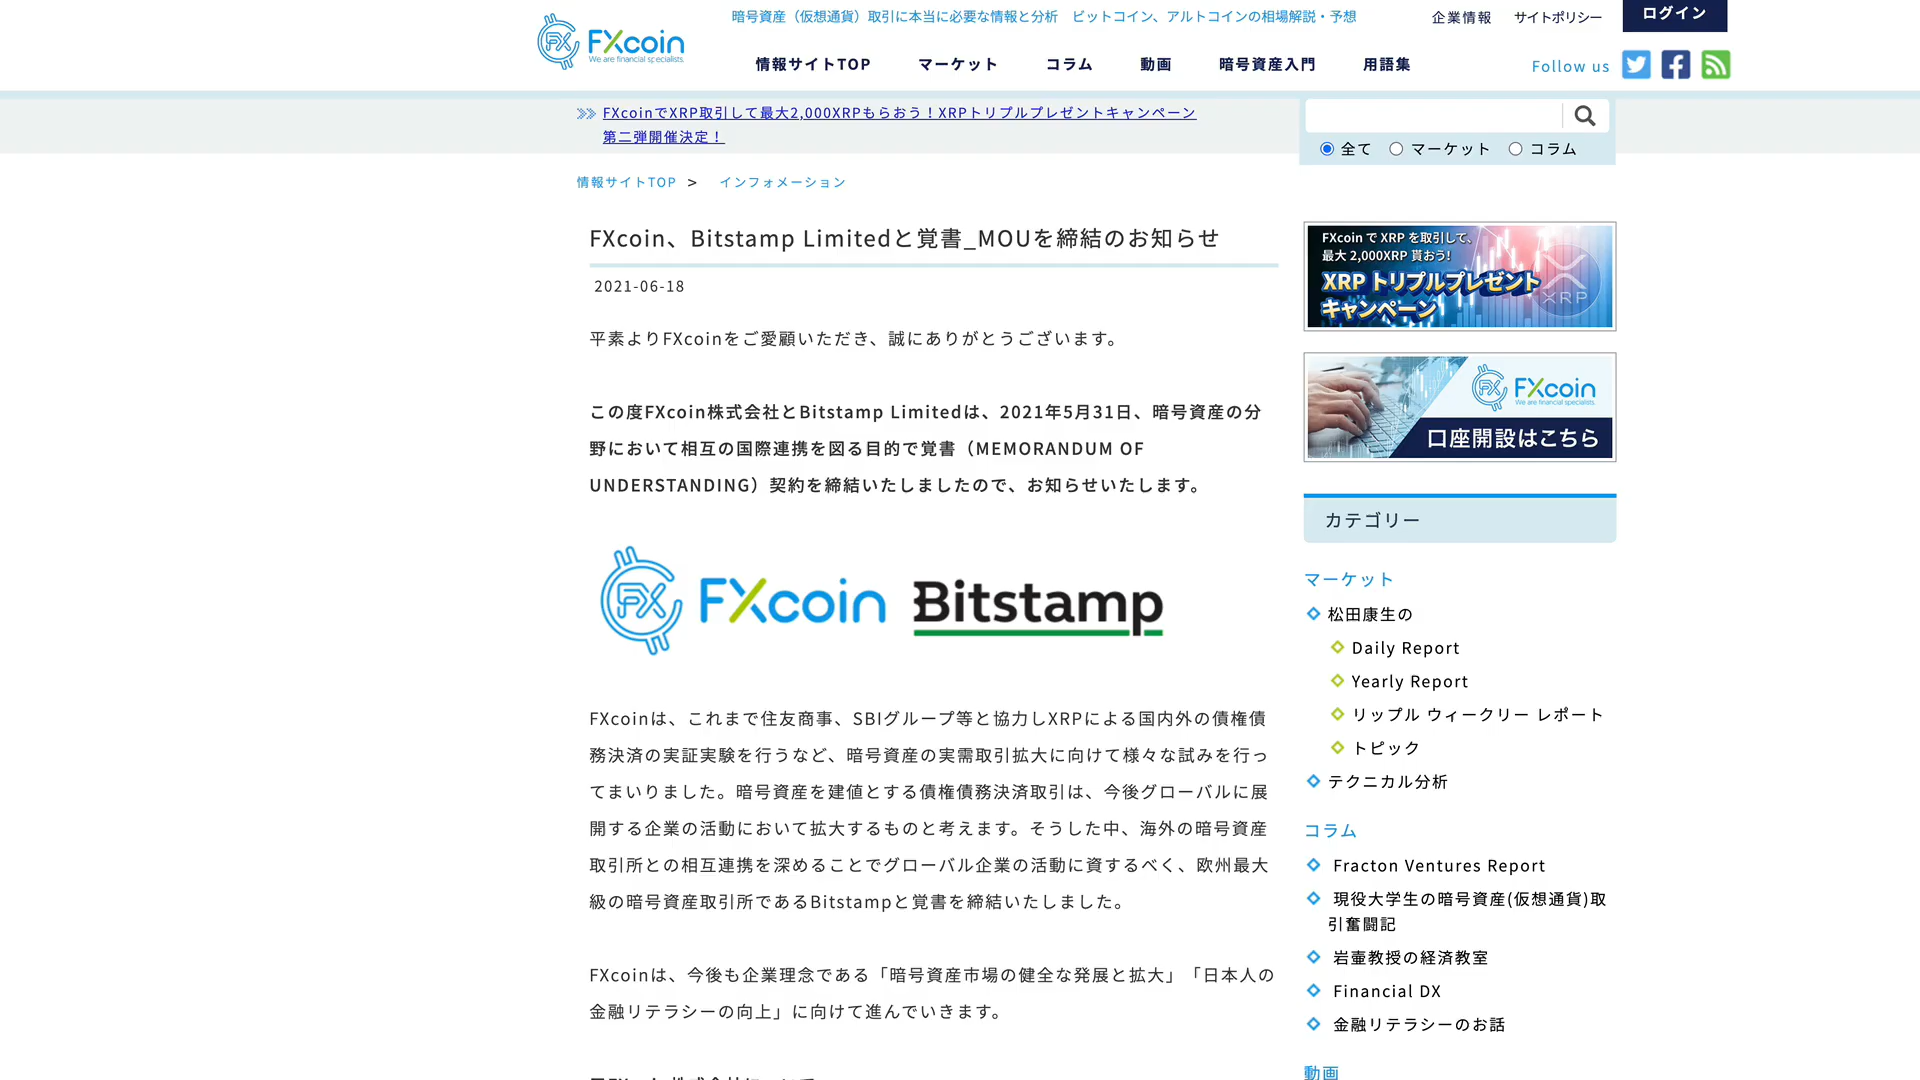 FXcoin
We are financial specialists.
暗号資産（仮想通貨）取引に本当に必要な情報と分析　ビットコイン、アルトコインの相場解説・予想
企業情報
サイトポリシー
ログイン
情報サイトTOP
マーケット
コラム
動画
暗号資産入門
用語集
Follow us
FXcoinでXRP取引して最大2,000XRPもらおう！XRPトリプルプレゼントキャンペーン
第二弾開催決定！
全て
マーケット
コラム
情報サイトTOP >
インフォメーション
FXcoin、Bitstamp Limitedと覚書_MOUを締結のお知らせ
2021-06-18
平素よりFXcoinをご愛顧いただき、誠にありがとうございます。
この度FXcoin株式会社とBitstamp Limitedは、2021年5月31日、暗号資産の分
野において相互の国際連携を図る目的で覚書（MEMORANDUM OF
UNDERSTANDING）契約を締結いたしましたので、お知らせいたします。
FX
FXcoin
Bitstamp
FXcoinは、これまで住友商事、SBIグループ等と協力しXRPによる国内外の債権債
務決済の実証実験を行うなど、暗号資産の実需取引拡大に向けて様々な試みを行っ
てまいりました。暗号資産を建値とする債権債務決済取引は、今後グローバルに展
開する企業の活動において拡大するものと考えます。そうした中、海外の暗号資産
取引所との相互連携を深めることでグローバル企業の活動に資するべく、欧州最大
級の暗号資産取引所であるBitstampと覚書を締結いたしました。
FXcoinは、今後も企業理念である「暗号資産市場の健全な発展と拡大」「日本人の
金融リテラシーの向上」に向けて進んでいきます。
FXcoin で XRP を取引して、
最大 2,000XRP 貰おう!
XRP トリプルプレゼント
キャンペーン
XRP
FXcoin
We are financial specialists.
口座開設はこちら
カテゴリー
マーケット
松田康生の
Daily Report
Yearly Report
リップル ウィークリー レポート
トピック
テクニカル分析
コラム
Fracton Ventures Report
現役大学生の暗号資産(仮想通貨)取
引奮闘記
岩壷教授の経済教室
Financial DX
金融リテラシーのお話
動画